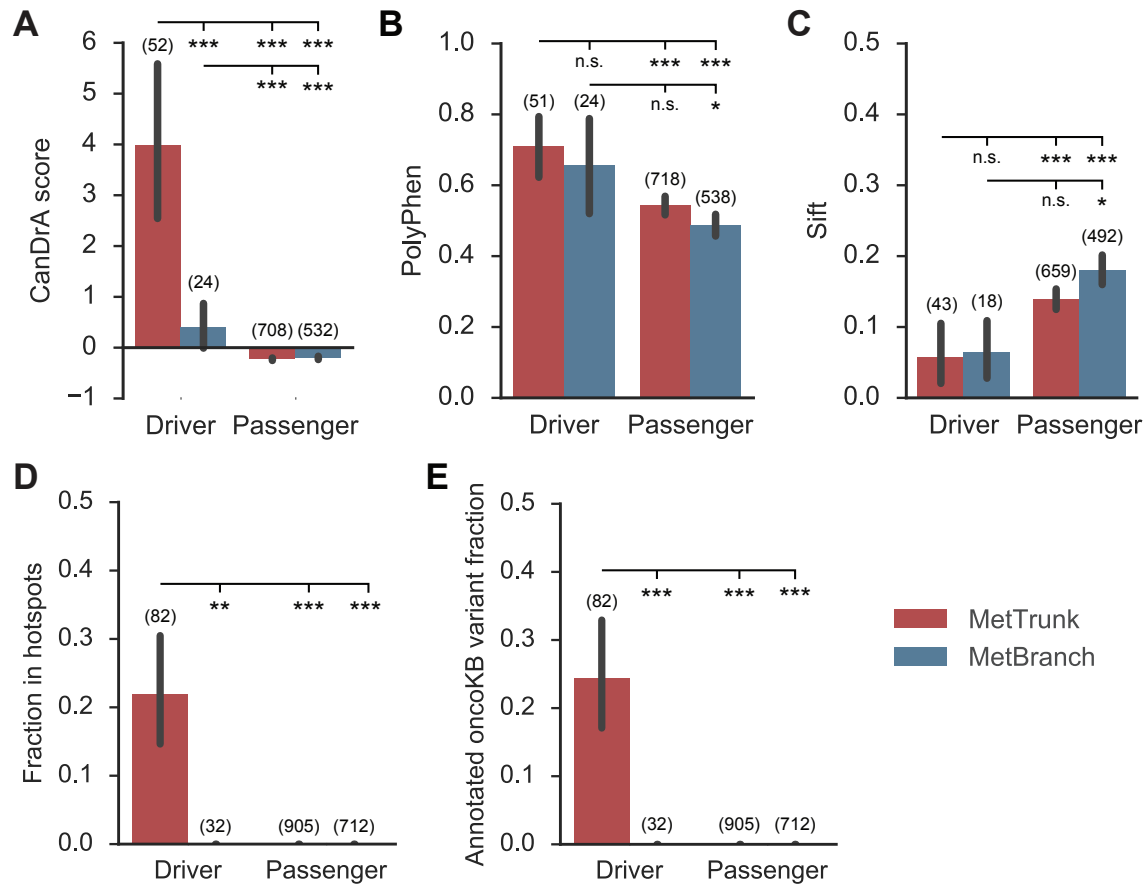 A
CanDrA score
6
5
4
3
2
1
0
−1
(52)
*** *** ***
*** ***
(24)
(708) (532)
Driver Passenger
B
PolyPhen
1.0
0.8
0.6
0.4
0.2
0.0
n.s. *** ***
n.s. *
(51) (24)
(718)
(538)
Driver Passenger
C
Sift
0.5
0.4
0.3
0.2
0.1
0.0
n.s. *** ***
n.s. *
(492)
(659)
(43) (18)
Driver Passenger
D
Fraction in hotspots
0.5
0.4
0.3
0.2
0.1
0.0
** *** ***
(82)
(32) (905) (712)
Driver Passenger
E
Annotated oncoKB variant fraction
0.5
0.4
0.3
0.2
0.1
0.0
*** *** ***
(82)
(32) (905) (712)
Driver Passenger
MetTrunk
MetBranch